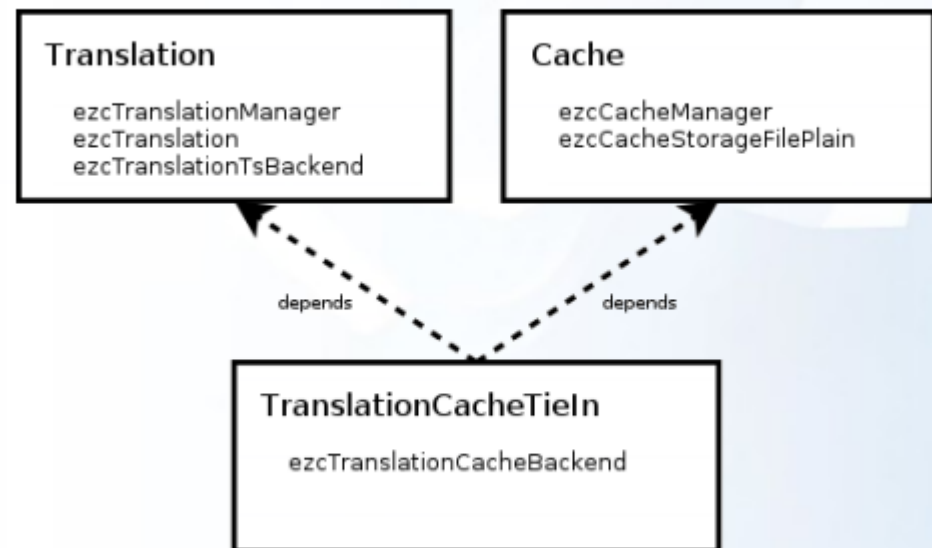 Translation
ezcTranslationManager
ezcTranslation
ezcTranslationTsBackend
Cache
ezcCacheManager
ezcCacheStorageFilePlain
depends
depends
TranslationCacheTieIn
ezcTranslationCacheBackend